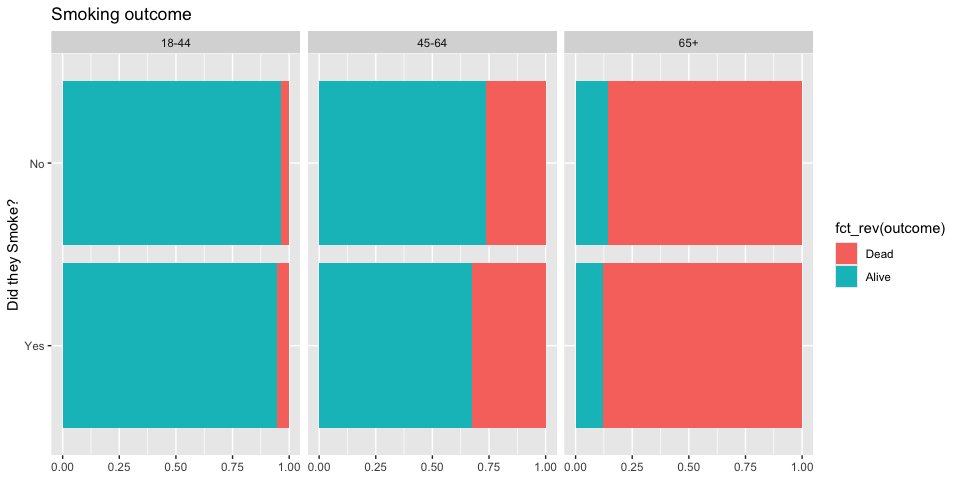 Smoking outcome
18-44 45-64 65+
Did they Smoke?
No
Yes
0.00 0.25 0.50 0.75 1.00 0.00 0.25 0.50 0.75 1.00 0.00 0.25 0.50 0.75 1.00
fct_rev(outcome)
Dead
Alive